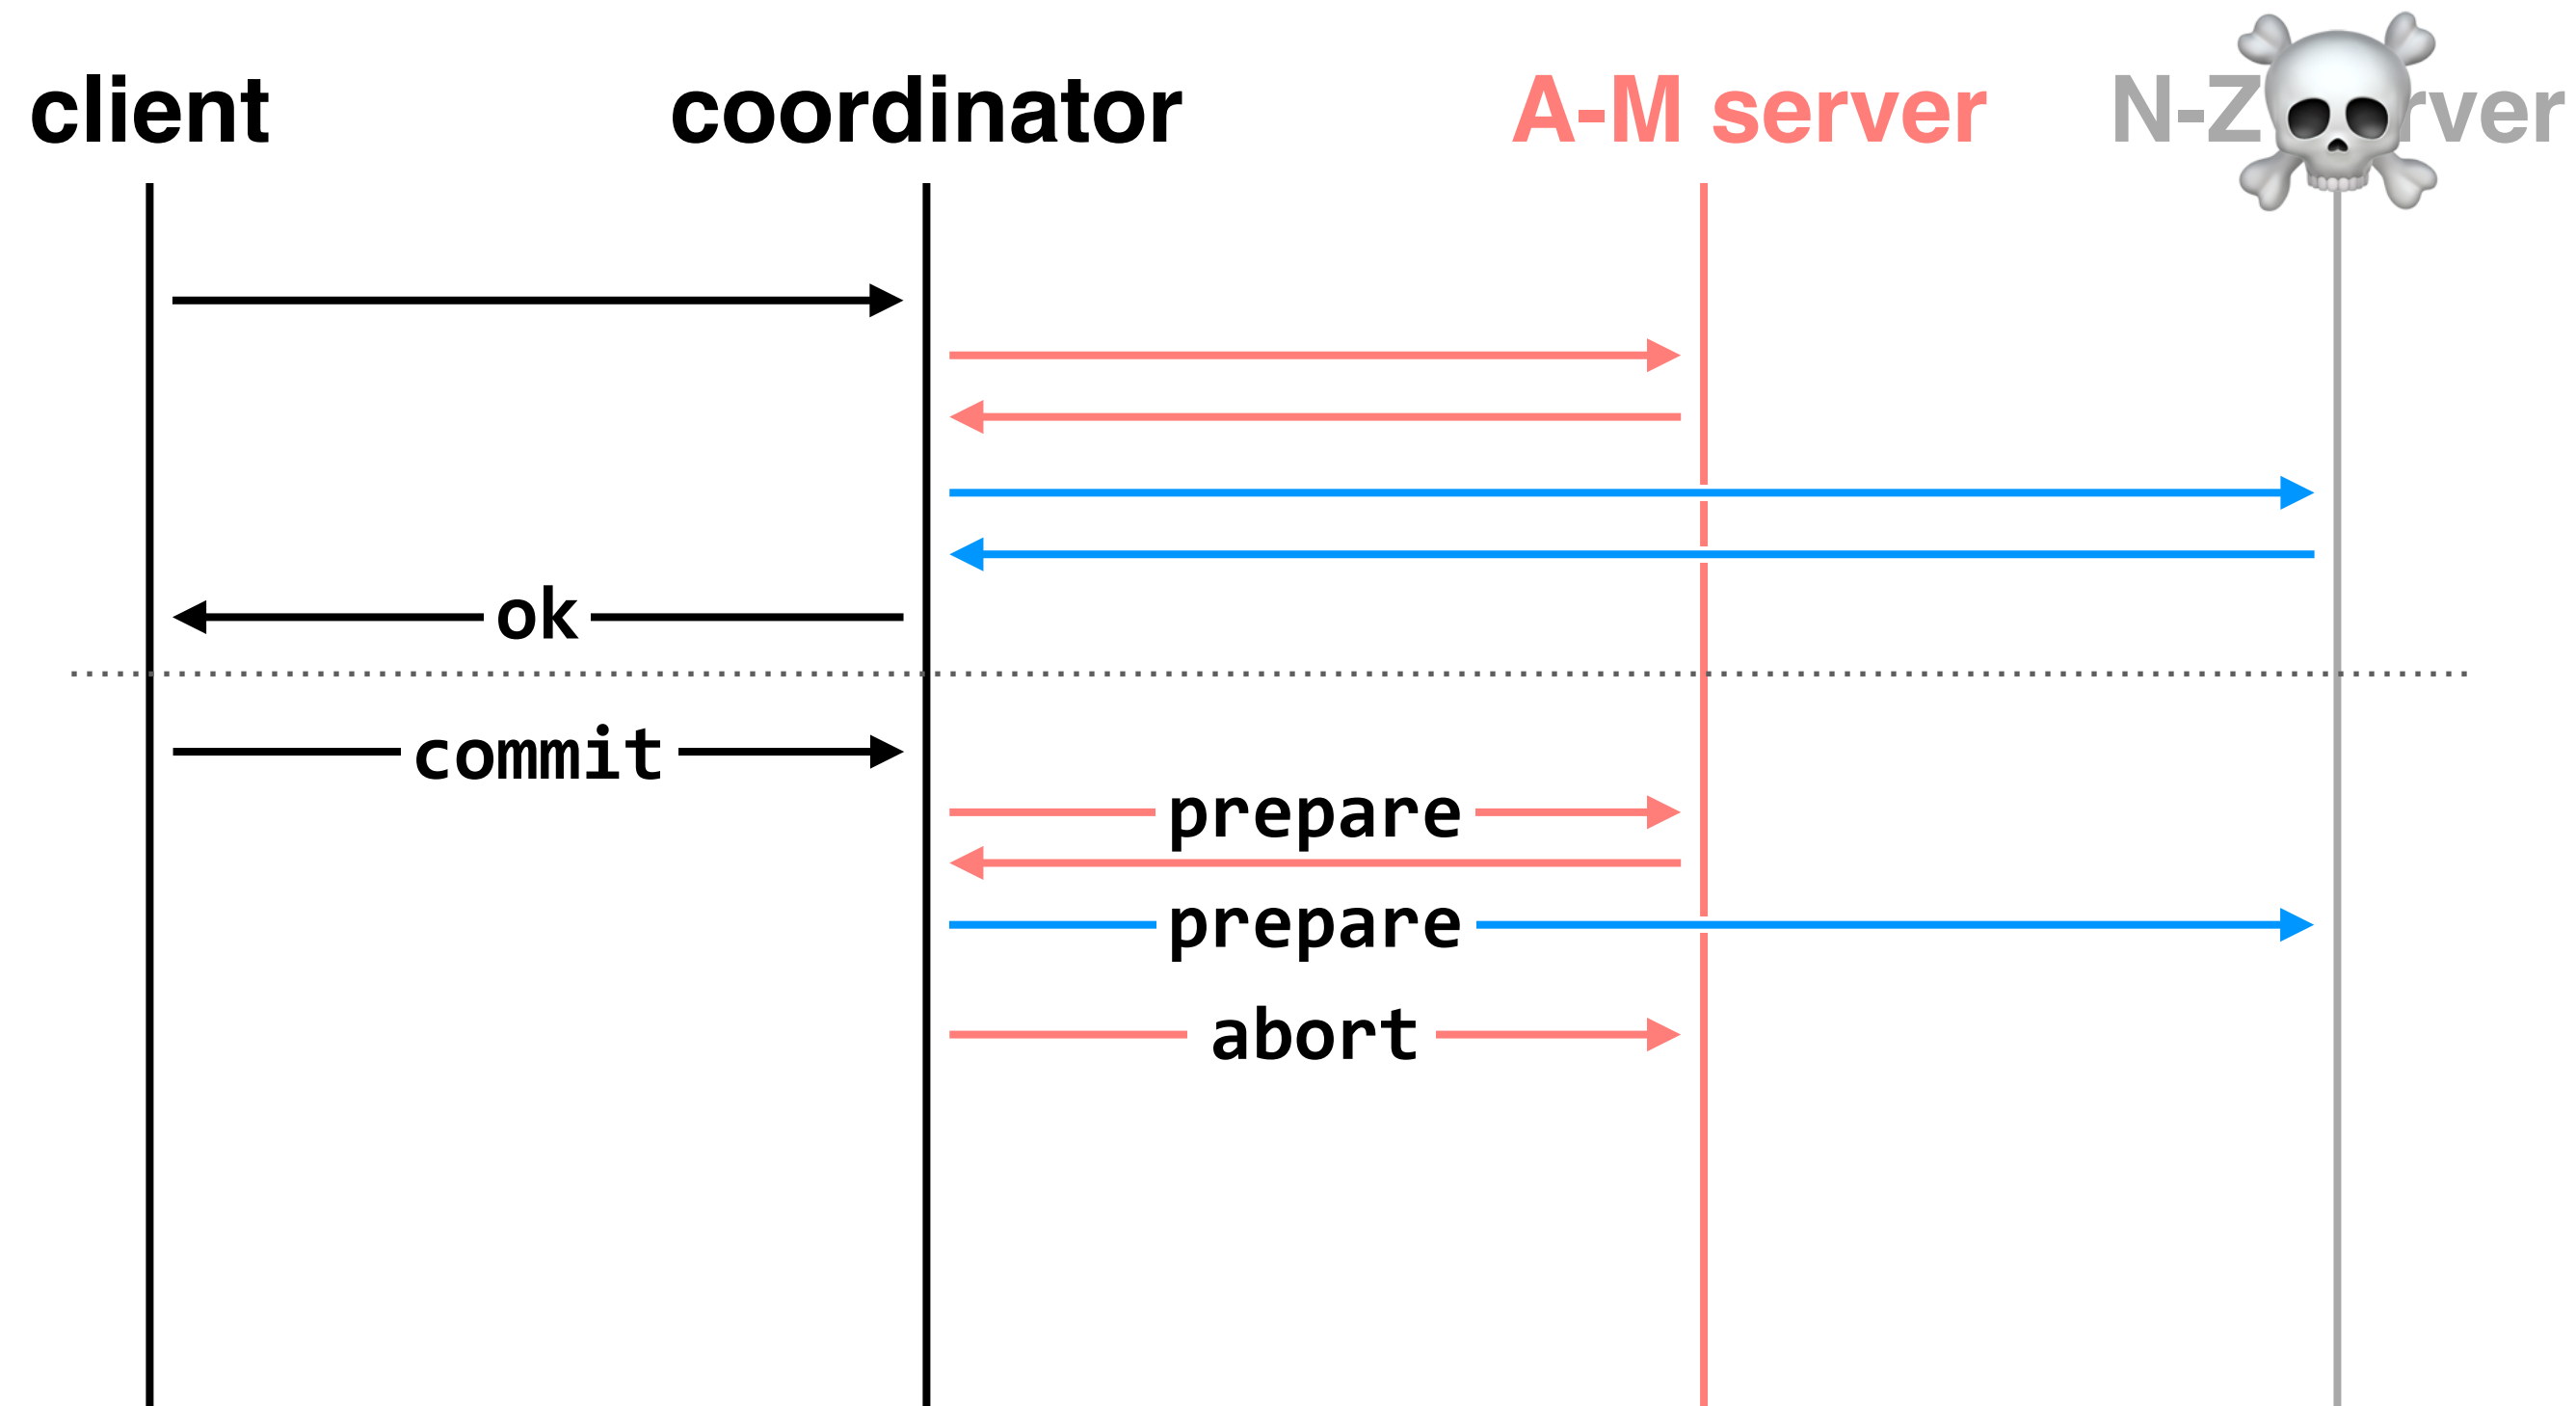 client
coordinator
A-M server
N-Z rver
ok
commit
prepare
prepare
abort